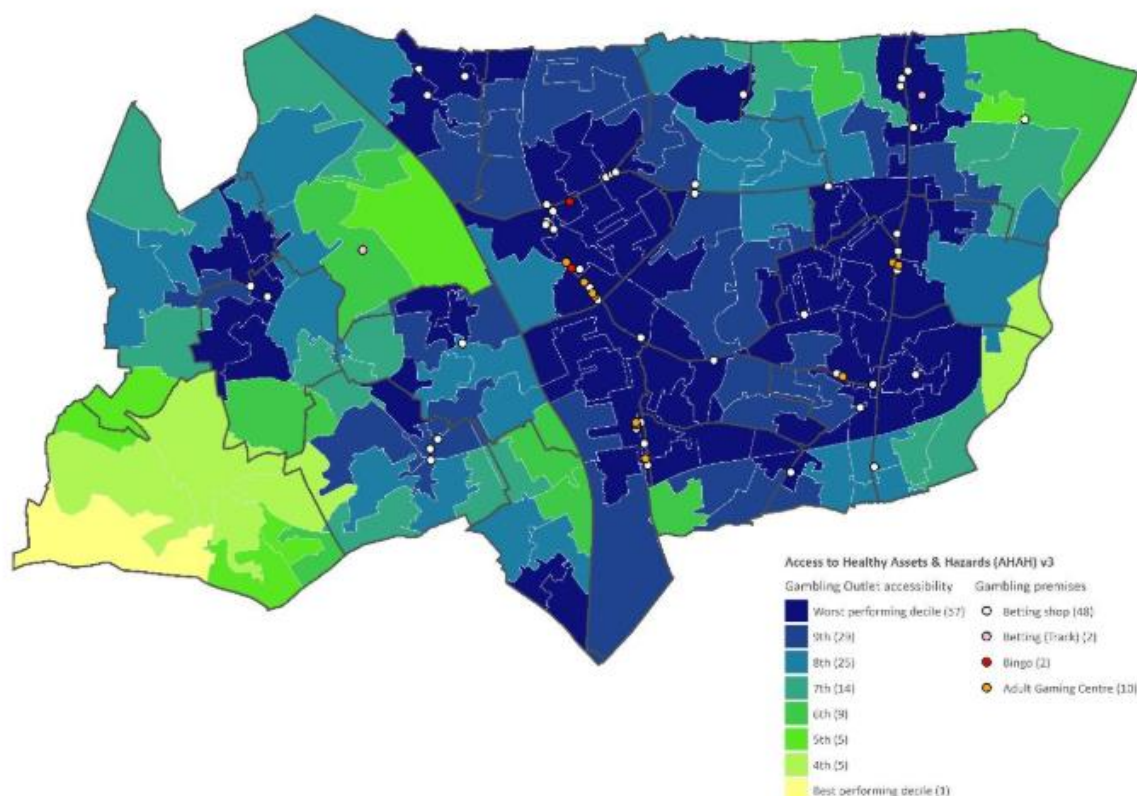 Access to Healthy Assets & Hazards (AHAH) v3
Gambling Outlet accessibility
Worst performing decile (57)
9th (29)
8th (25)
7th (14)
6th (9)
5th (5)
4th (5)
Best performing decile (1)
Gambling premises
Betting shop (48)
Betting (Track) (2)
Bingo (2)
Adult Gaming Centre (10)